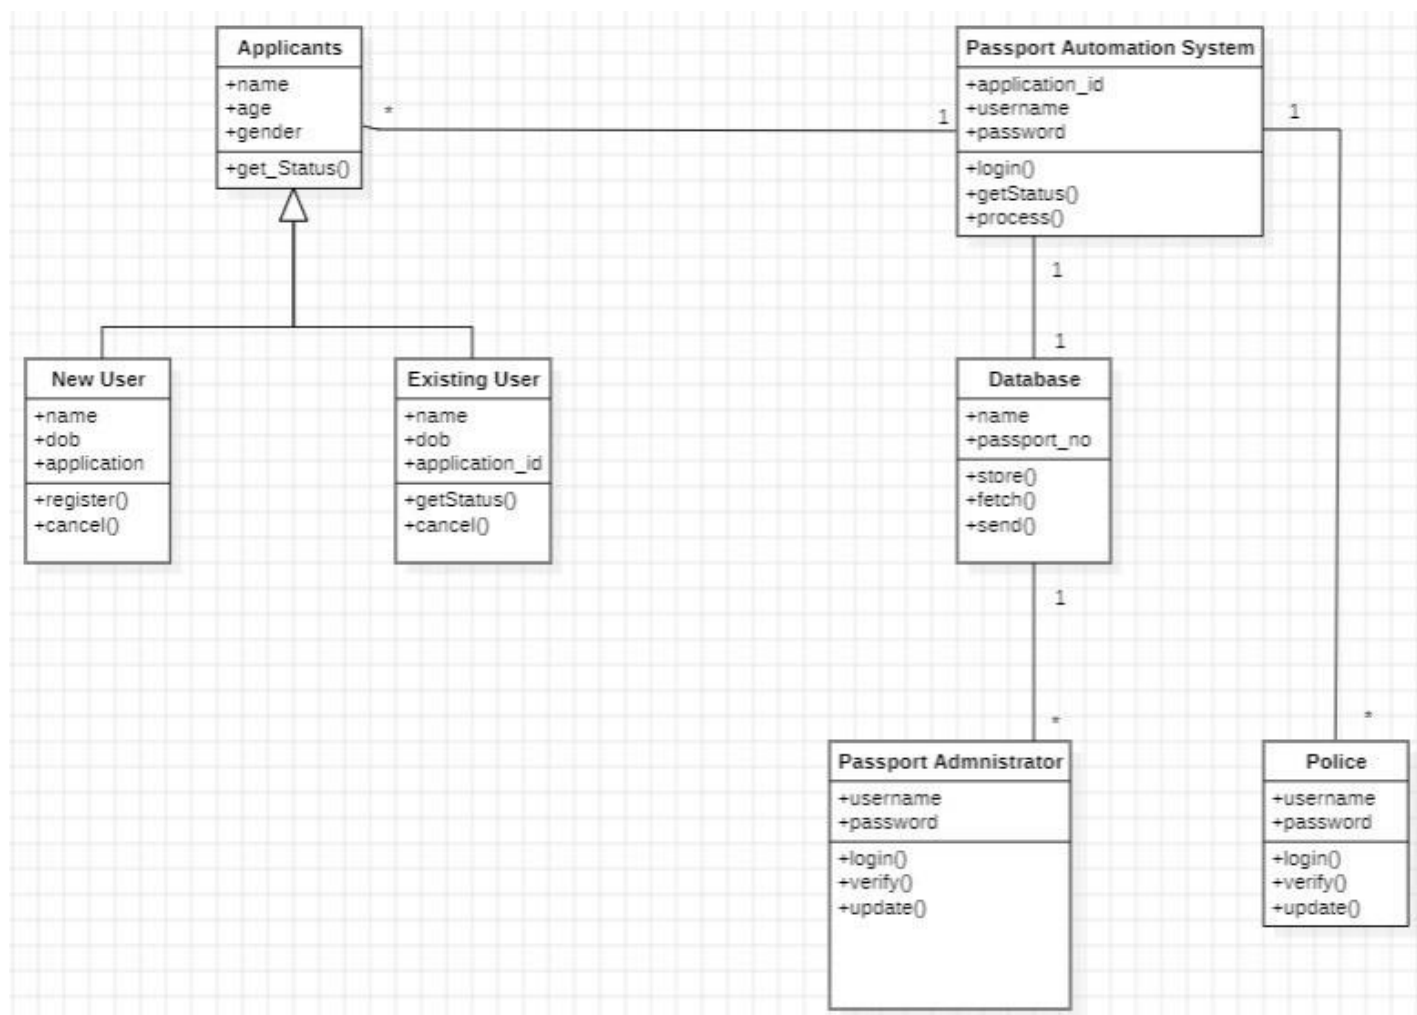 Applicants
+name
+age
+gender
+get_Status()
*
1
Passport Automation System
+application_id
+username
+password
+login()
+getStatus()
+process()
1
1
1
New User
+name
+dob
+application
+register()
+cancel()
Existing User
+name
+dob
+application_id
+getStatus()
+cancel()
Database
+name
+passport_no
+store()
+fetch()
+send()
1
*
*
Passport Admnistrator
+username
+password
+login()
+verify()
+update()
Police
+username
+password
+login()
+verify()
+update()